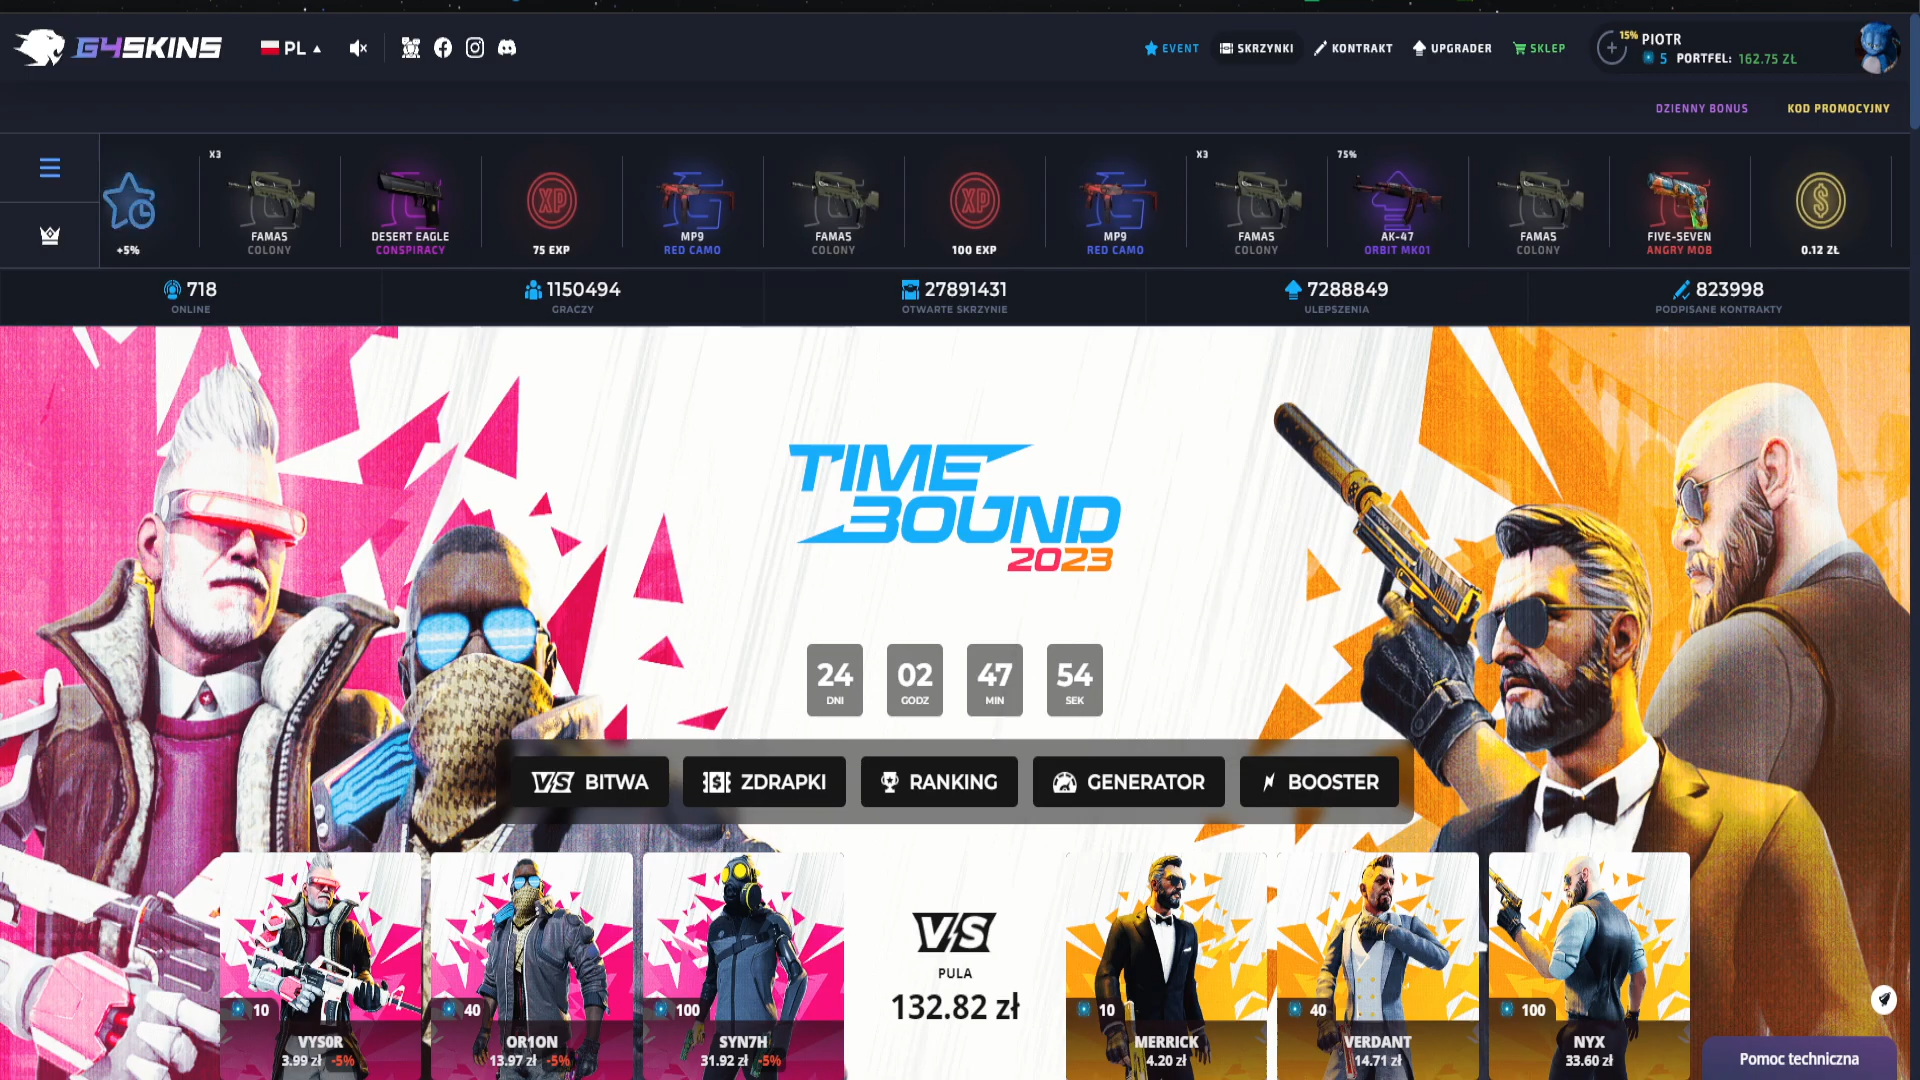 G4SKINS
PL
EVENT
SKRZYNKI
KONTRAKT
UPGRADER
SKLEP
15%
PIOTR
5 PORTFEL: 162.75 ZŁ
DZIENNY BONUS
KOD PROMOCYJNY
+5%
X3
FAMAS
COLONY
DESERT EAGLE
CONSPIRACY
XP
75 EXP
MP9
RED CAMO
FAMAS
COLONY
XP
100 EXP
MP9
RED CAMO
X3
FAMAS
COLONY
75%
AK-47
ORBIT MK01
FAMAS
COLONY
FIVE-SEVEN
ANGRY MOB
$
0.12 ZŁ
718
ONLINE
1150494
GRACZY
27891431
OTWARTE SKRZYNIE
7288849
ULEPSZENIA
823998
PODPISANE KONTRAKTY
TIME
BOUND
2023
24
DNI
02
GODZ
47
MIN
54
SEK
VS BITWA
ZDRAPKI
RANKING
GENERATOR
BOOSTER
10
VYS0R
3.99 zł -5%
40
OR1ON
13.97 zł -5%
100
SYN7H
31.92 zł -5%
VS
PULA
132.82 zł
10
MERRICK
4.20 zł
40
VERDANT
14.71 zł
100
NYX
33.60 zł
Pomoc techniczna